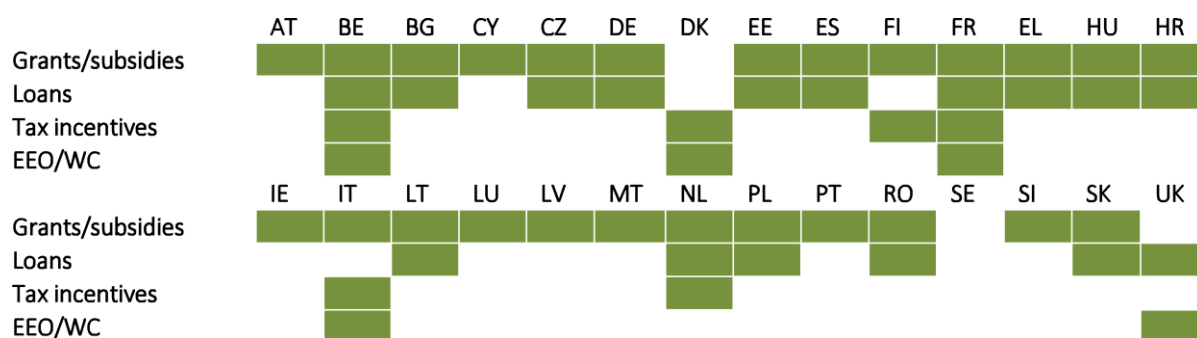 AT BE BG CY CZ DE DK EE ES FI FR EL HU HR
Grants/subsidies
Loans
Tax incentives
EEO/WC
IE IT LT LU LV MT NL PL PT RO SE SI SK UK
Grants/subsidies
Loans
Tax incentives
EEO/WC